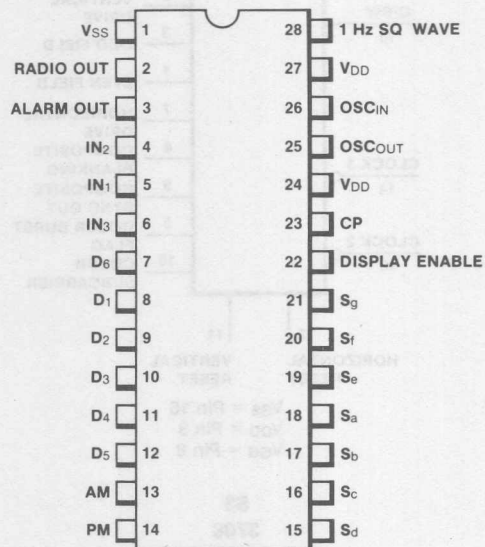 VSS 1 28 1 Hz SQ WAVE
RADIO OUT 2 27 VDD
ALARM OUT 3 26 OSCIN
IN2 4 25 OSCOUT
IN1 5 24 VDD
IN3 6 23 CP
D6 7 22 DISPLAY ENABLE
D1 8 21 Sg
D2 9 20 Sf
D3 10 19 Se
D4 11 18 Sa
D5 12 17 Sb
AM 13 16 Sc
PM 14 15 Sd